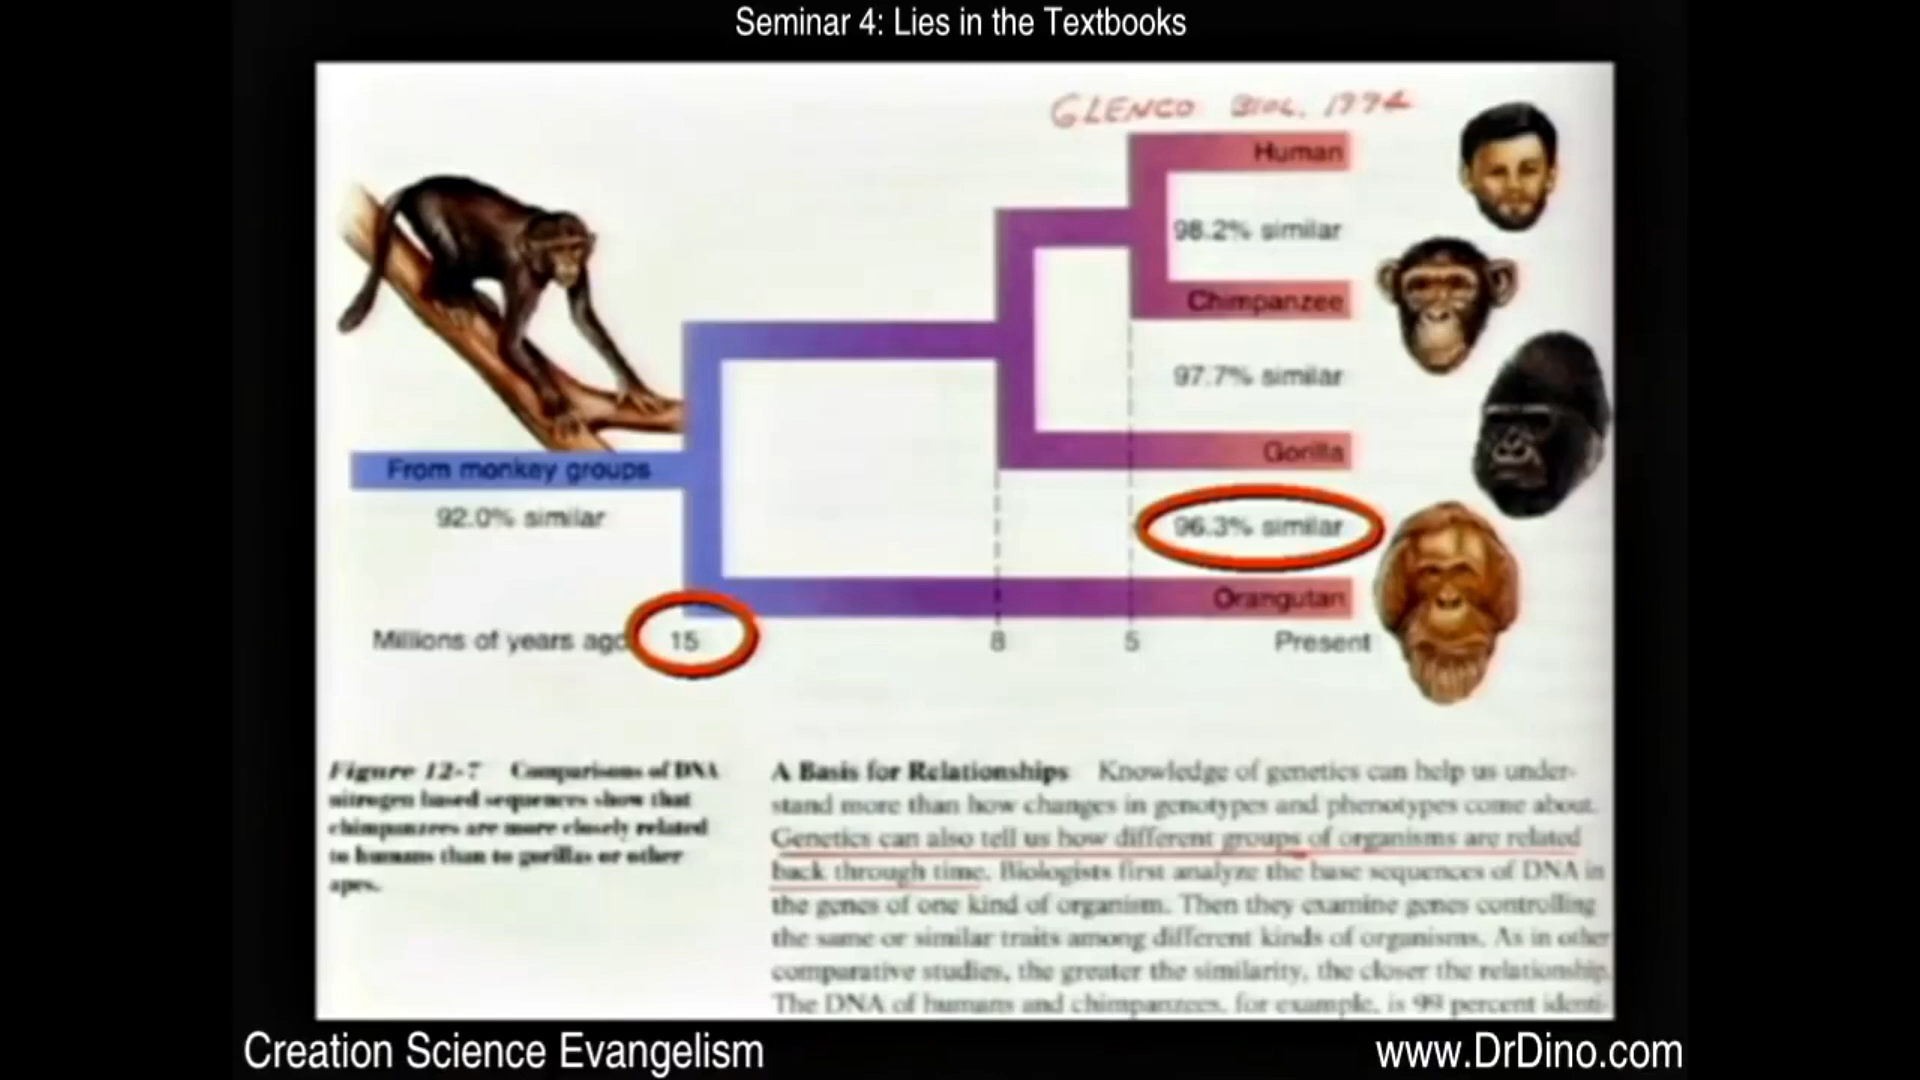 Seminar 4: Lies in the Textbooks
GLENCO BIOL. 1994
Human
98.2% similar
Chimpanzee
97.7% similar
Gorilla
From monkey groups
92.0% similar
96.3% similar
Orangutan
Millions of years ago 15 8 5 Present
Figure 12-7 Comparisons of DNA
nitrogen based sequences show that
chimpanzees are more closely related
to humans than to gorillas or other
apes.
A Basis for Relationships Knowledge of genetics can help us under-
stand more than how changes in genotypes and phenotypes come about.
Genetics can also tell us how different groups of organisms are related
back through time. Biologists first analyze the base sequences of DNA in
the genes of one kind of organism. Then they examine genes controlling
the same or similar traits among different kinds of organisms. As in other
comparative studies, the greater the similarity, the closer the relationship.
The DNA of humans and chimpanzees, for example, is 99 percent identi-
Creation Science Evangelism
www.DrDino.com